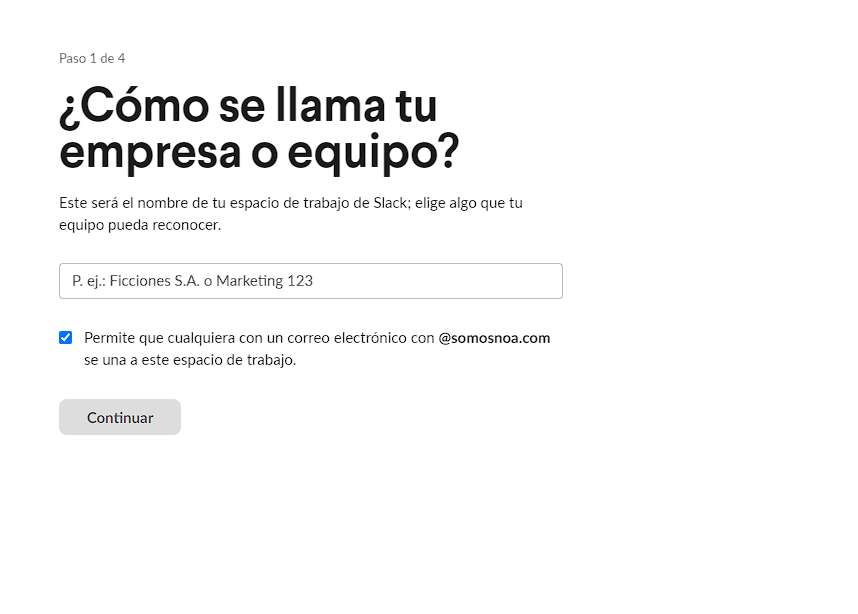 Paso 1 de 4
¿Cómo se llama tu
empresa o equipo?
Este será el nombre de tu espacio de trabajo de Slack; elige algo que tu
equipo pueda reconocer.
P. ej.: Ficciones S.A. o Marketing 123
Permite que cualquiera con un correo electrónico con @somosnoa.com
se una a este espacio de trabajo.
Continuar